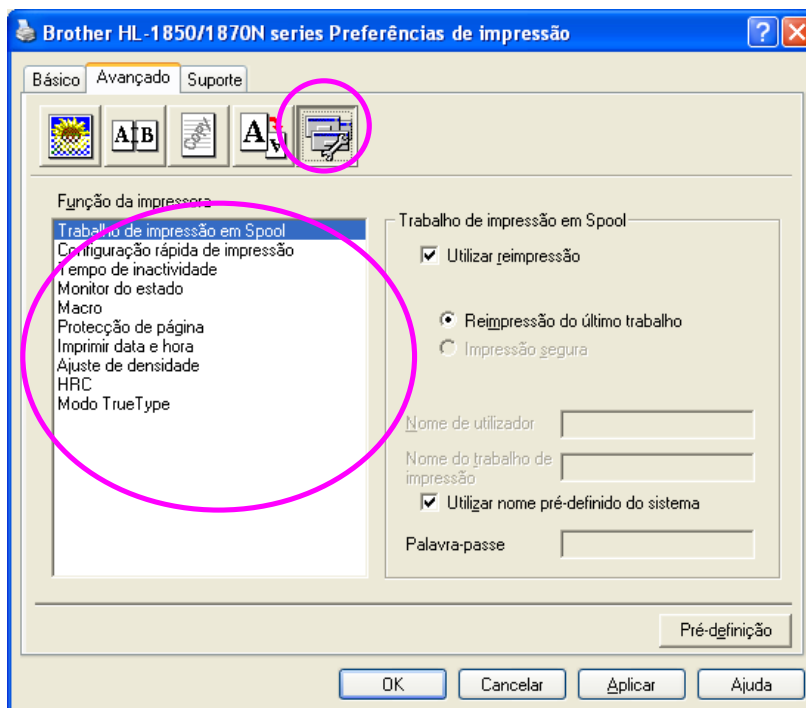 Brother HL-1850/1870N series Preferências de impressão
Básico
Avançado
Suporte
A B
Copy
A
A
Função da impressora
Trabalho de impressão em Spool
Configuração rápida de impressão
Tempo de inactividade
Monitor do estado
Macro
Protecção de página
Imprimir data e hora
Ajuste de densidade
HRC
Modo TrueType
Trabalho de impressão em Spool
Utilizar reimpressão
Reimpressão do último trabalho
Impressão segura
Nome de utilizador
Nome do trabalho de
impressão
Utilizar nome pré-definido do sistema
Palavra-passe
Pré-definição
OK
Cancelar
Aplicar
Ajuda